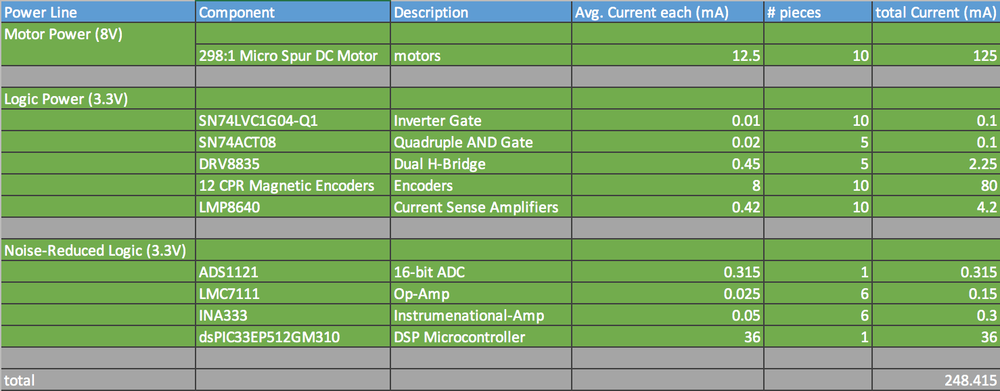 Power Line Component Description Avg. Current each (mA) # pieces total Current (mA)
Motor Power (8V)
298:1 Micro Spur DC Motor motors 12.5 10 125
Logic Power (3.3V)
SN74LVC1G04-Q1 Inverter Gate 0.01 10 0.1
SN74ACT08 Quadruple AND Gate 0.02 5 0.1
DRV8835 Dual H-Bridge 0.45 5 2.25
12 CPR Magnetic Encoders Encoders 8 10 80
LMP8640 Current Sense Amplifiers 0.42 10 4.2
Noise-Reduced Logic (3.3V)
ADS1121 16-bit ADC 0.315 1 0.315
LMC7111 Op-Amp 0.025 6 0.15
INA333 Instrumenational-Amp 0.05 6 0.3
dsPIC33EP512GM310 DSP Microcontroller 36 1 36
total 248.415